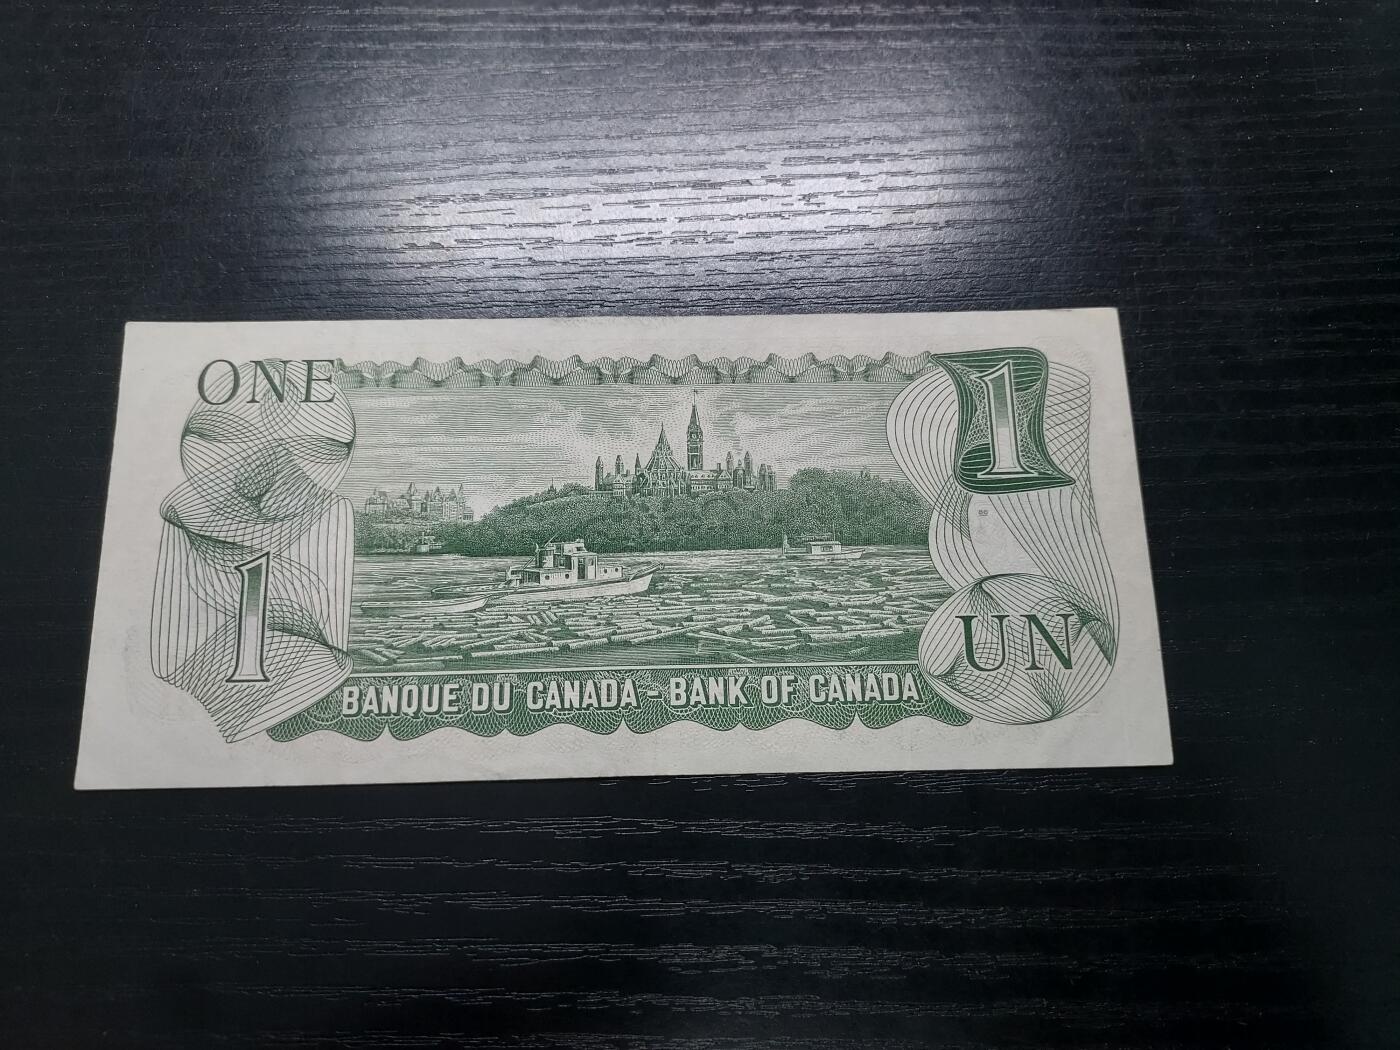 ONE
1
1
UN
BANQUE DU CANADA - BANK OF CANADA